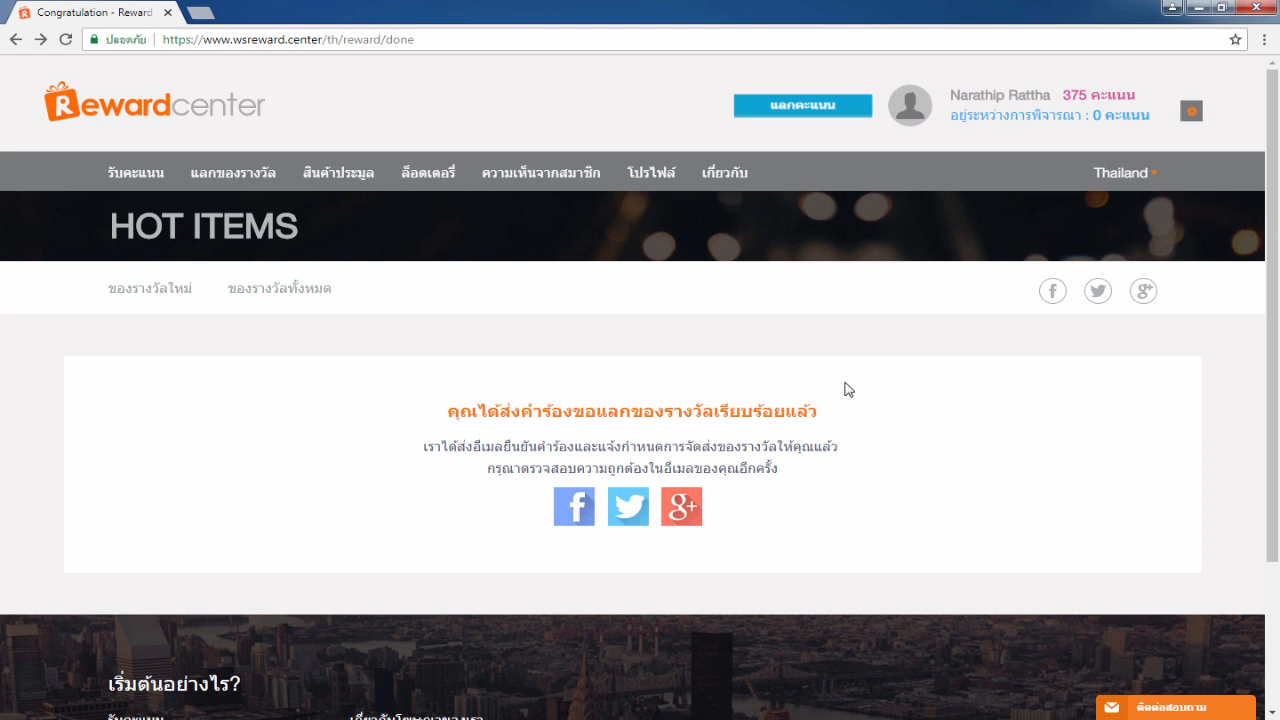 Congratulation - Reward
ปลอดภัย
https://www.wsreward.center/th/reward/done
Rewardcenter
แลกคะแนน
Narathip Rattha 375 คะแนน
อยู่ระหว่างการพิจารณา : 0 คะแนน
รับคะแนน แลกของรางวัล สินค้าประมูล ล็อตเตอรี่ ความเห็นจากสมาชิก โปรไฟล์ เกี่ยวกับ Thailand
HOT ITEMS
ของรางวัลใหม่ ของรางวัลทั้งหมด
คุณได้ส่งคำร้องขอแลกของรางวัลเรียบร้อยแล้ว
เราได้ส่งอีเมลยืนยันคำร้องและแจ้งกำหนดการจัดส่งของรางวัลให้คุณแล้ว
กรุณาตรวจสอบความถูกต้องในอีเมลของคุณอีกครั้ง
เริ่มต้นอย่างไร?
รับคะแนน
ติดต่อสอบถาม